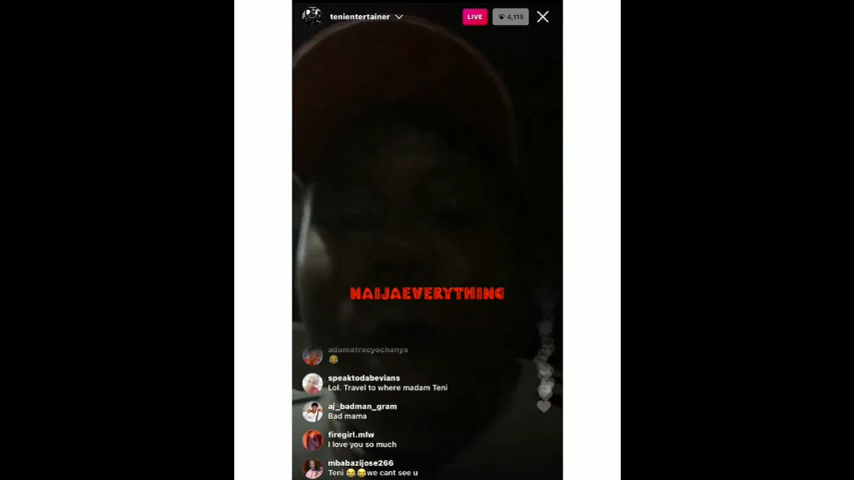 tenientertainer
LIVE
4,115
NAIJAEVERYTHING
adumatracyochanya
😂
speaktodabevians
Lol. Travel to where madam Teni
aj_badman_gram
Bad mama
firegirl.mlw
I love you so much
mbabazijose266
Teni 😂😂we cant see u